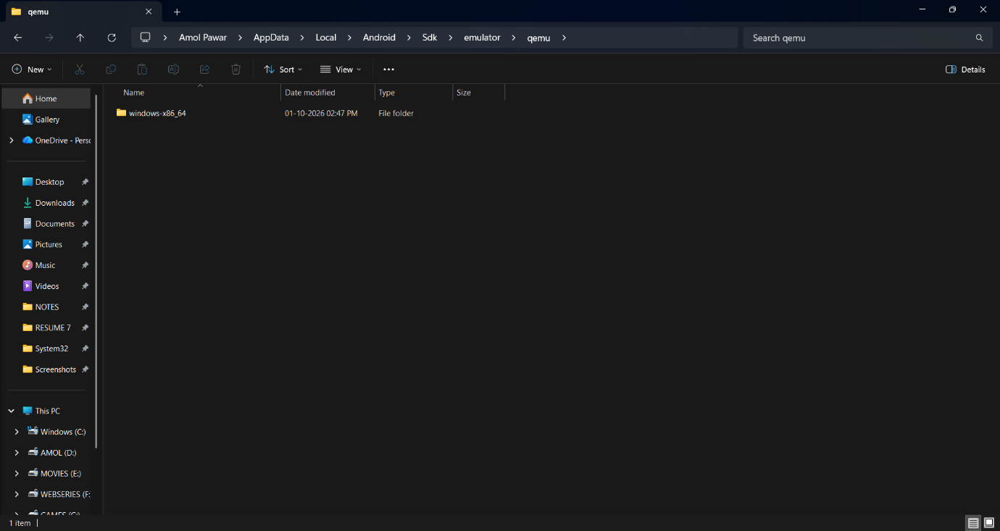 qemu
Amol Pawar > AppData > Local > Android > Sdk > emulator > qemu >
Search qemu
New
Sort
View
Details
Name
Date modified
Type
Size
windows-x86_64
01-10-2026 02:47 PM
File folder
Home
Gallery
OneDrive - Pers
Desktop
Downloads
Documents
Pictures
Music
Videos
NOTES
RESUME 7
System32
Screenshots
This PC
Windows (C:)
AMOL (D:)
MOVIES (E:)
WEBSERIES (F:
GAMES (G:)
1 item